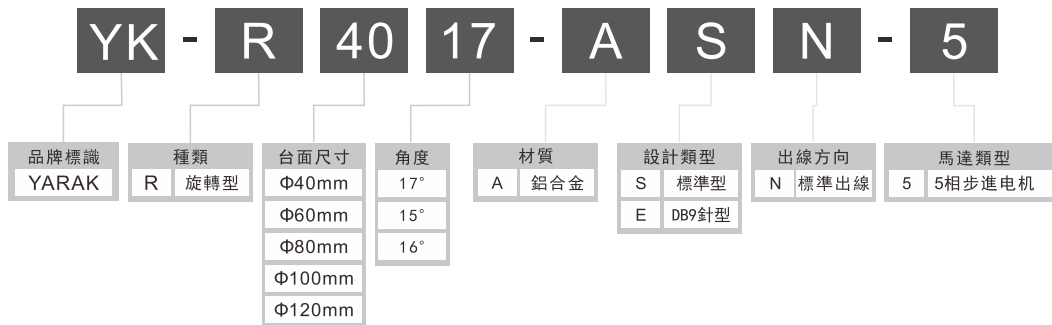 YK - R 40 17 - A S N - 5
品牌標識
YARAK
種類
R 旋轉型
台面尺寸
Φ40mm
Φ60mm
Φ80mm
Φ100mm
Φ120mm
角度
17°
15°
16°
材質
A 鋁合金
設計類型
S 標準型
E DB9針型
出線方向
N 標準出線
馬達類型
5 5相步進电机